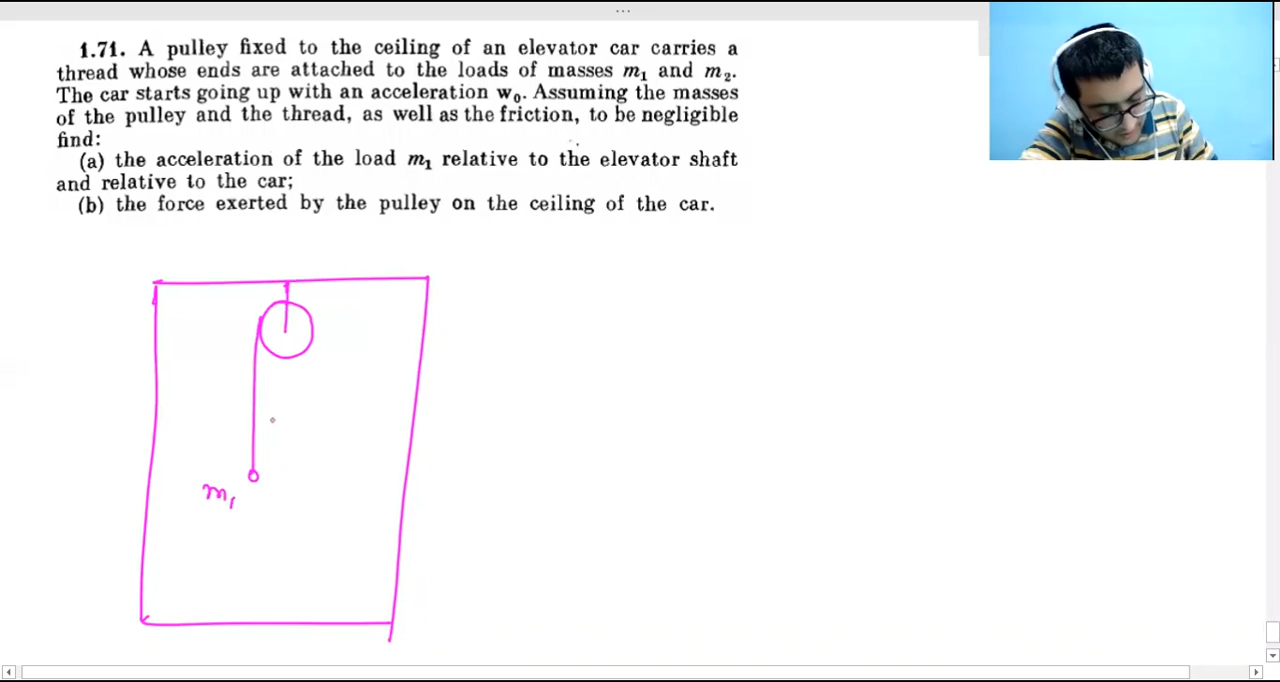 1.71. A pulley fixed to the ceiling of an elevator car carries a
thread whose ends are attached to the loads of masses m₁ and m₂.
The car starts going up with an acceleration w₀. Assuming the masses
of the pulley and the thread, as well as the friction, to be negligible
find:
(a) the acceleration of the load m₁ relative to the elevator shaft
and relative to the car;
(b) the force exerted by the pulley on the ceiling of the car.
m₁